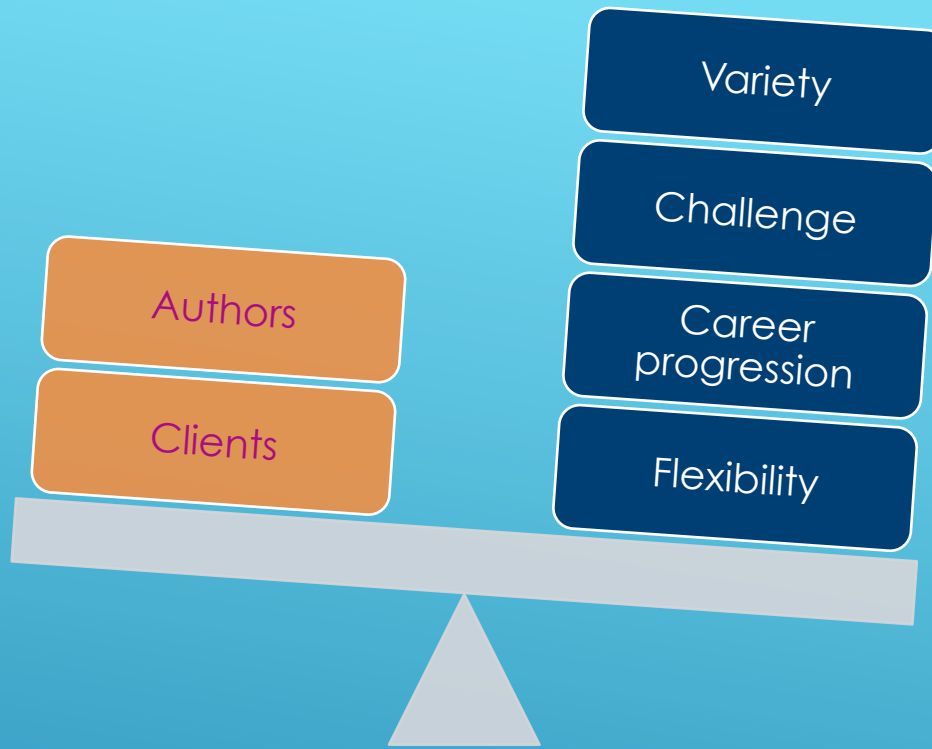 Authors
Clients
Variety
Challenge
Career
progression
Flexibility